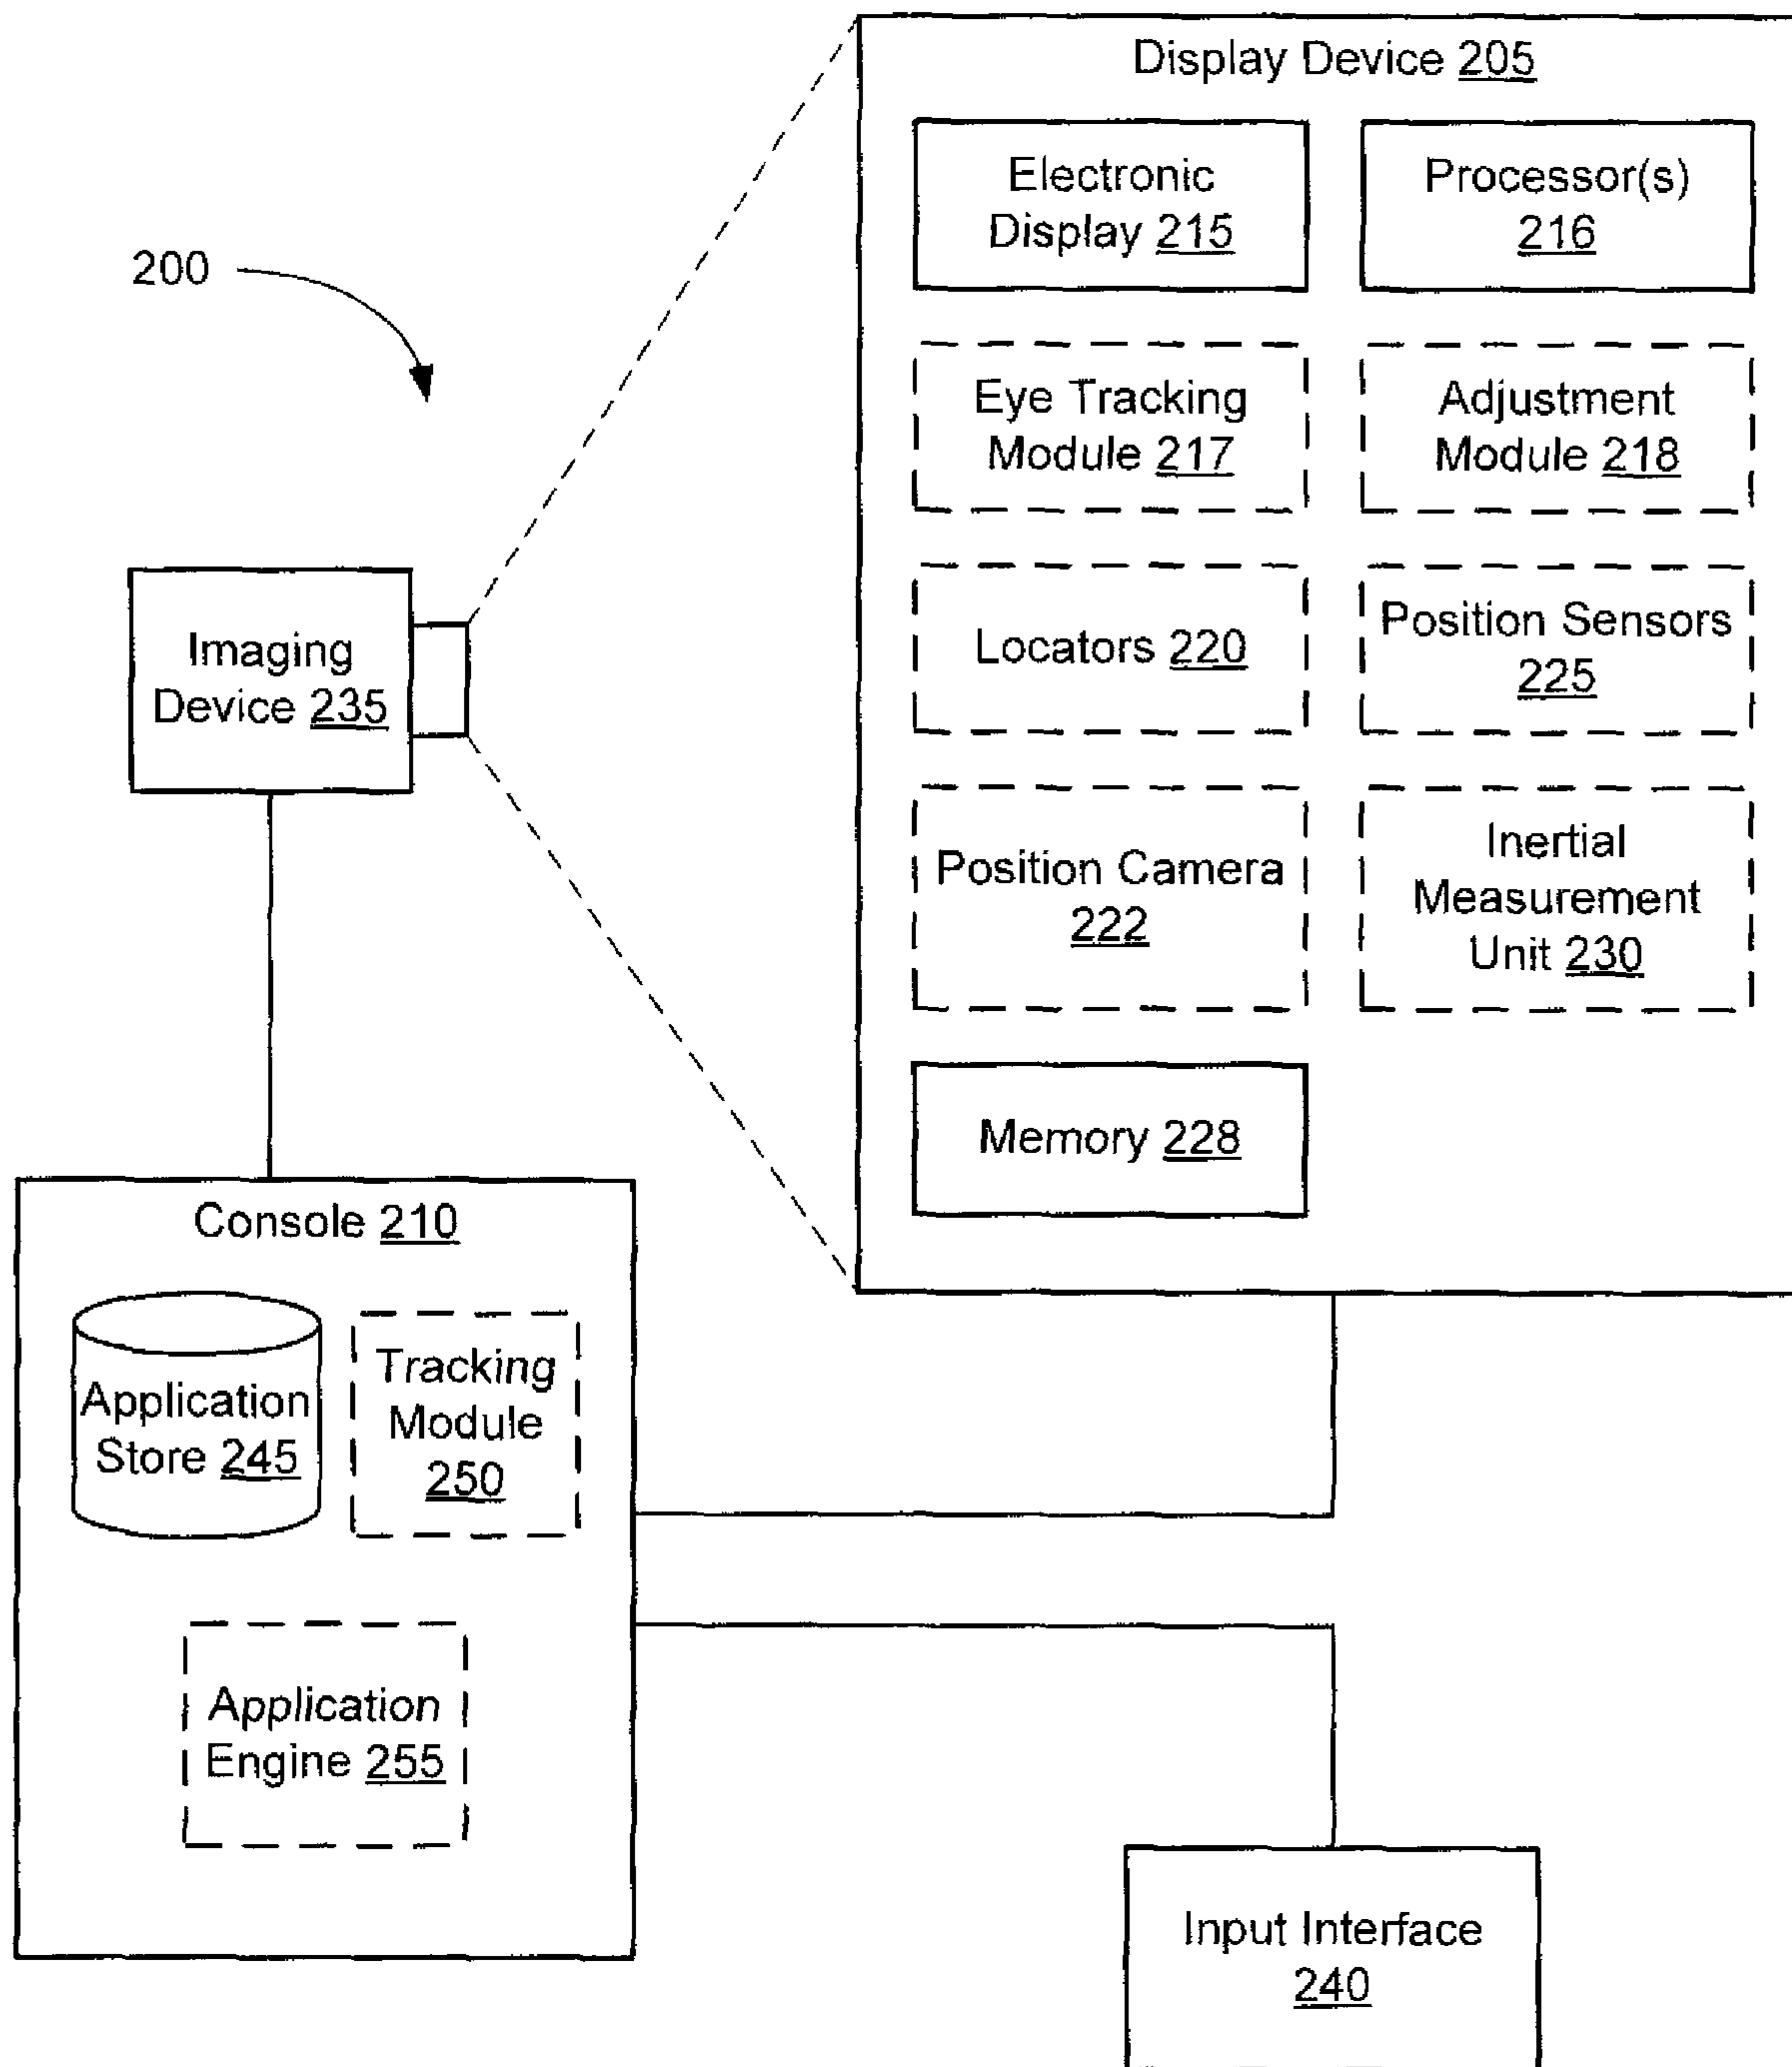 Display Device 205
Electronic
Display 215
Processor(s)
216
200
Eye Tracking
Module 217
Adjustment
Module 218
Locators 220
Position Sensors
225
Imaging
Device 235
Position Camera
222
Inertial
Measurement
Unit 230
Memory 228
Console 210
Application
Store 245
Tracking
Module
250
Application
Engine 255
Input Interface
240